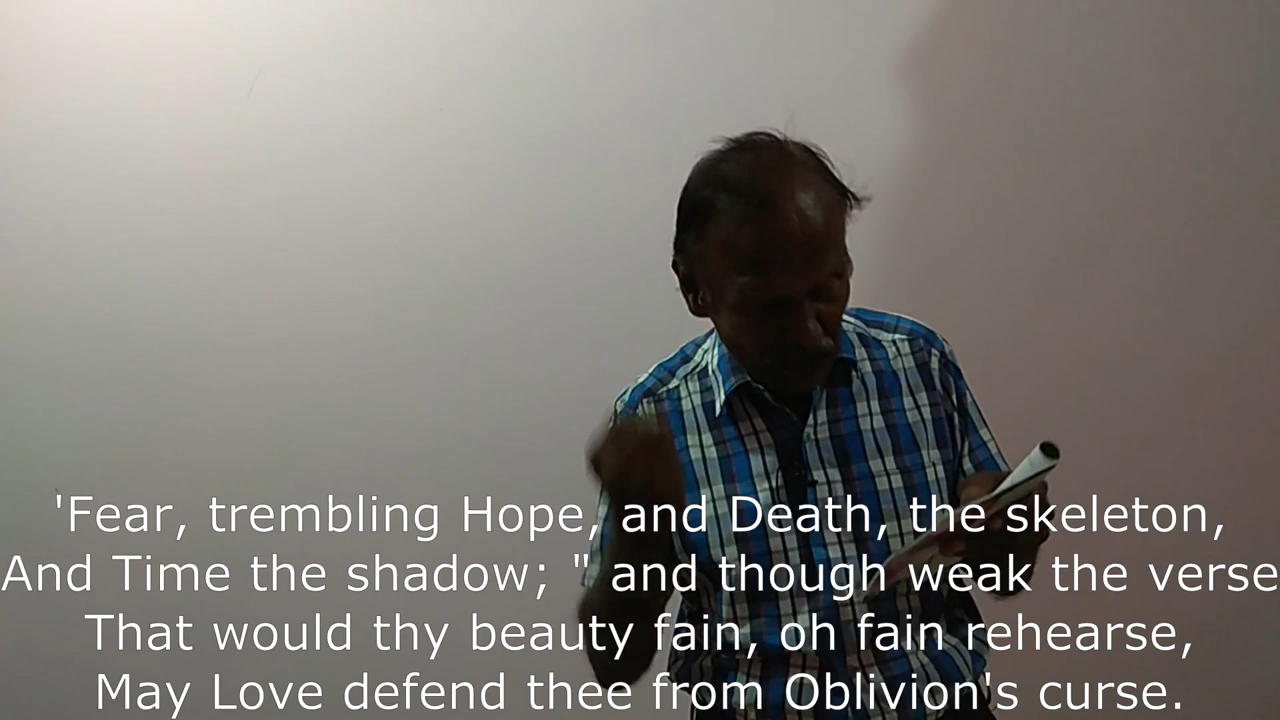 'Fear, trembling Hope, and Death, the skeleton,
And Time the shadow; " and though weak the verse
That would thy beauty fain, oh fain rehearse,
May Love defend thee from Oblivion's curse.